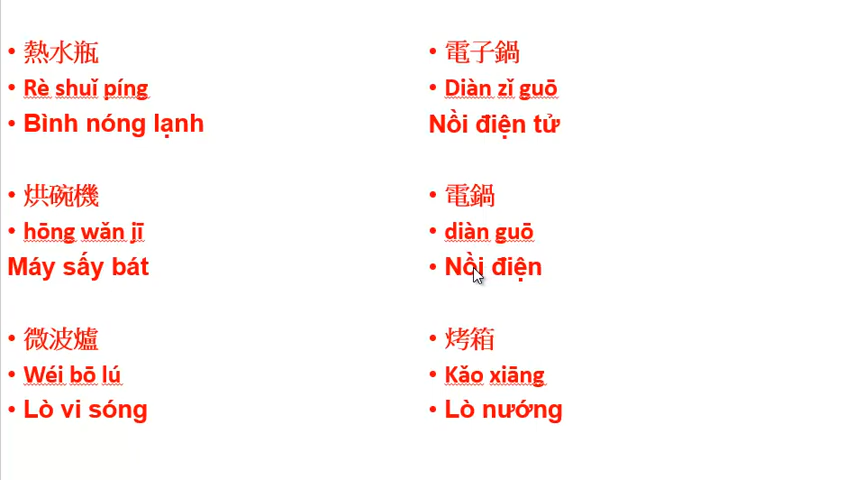 熱水瓶
Rè shuǐ píng
Bình nóng lạnh
烘碗機
hōng wǎn jī
Máy sấy bát
微波爐
Wéi bō lú
Lò vi sóng
電子鍋
Diàn zǐ guō
Nồi điện tử
電鍋
diàn guō
Nồi điện
烤箱
Kǎo xiāng
Lò nướng